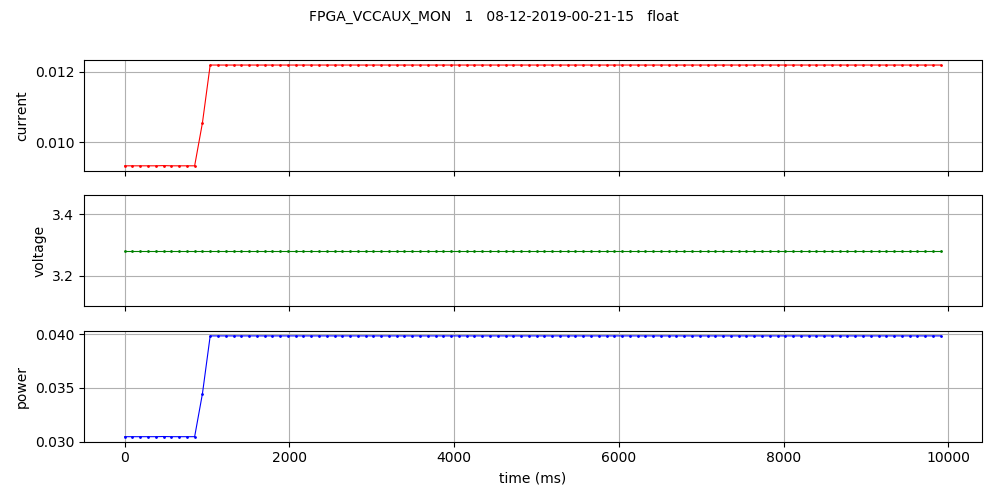 FPGA_VCCAUX_MON 1 08-12-2019-00-21-15 float
0.012
0.010
current
3.4
3.2
voltage
0.040
0.035
0.030
power
0 2000 4000 6000 8000 10000
time (ms)